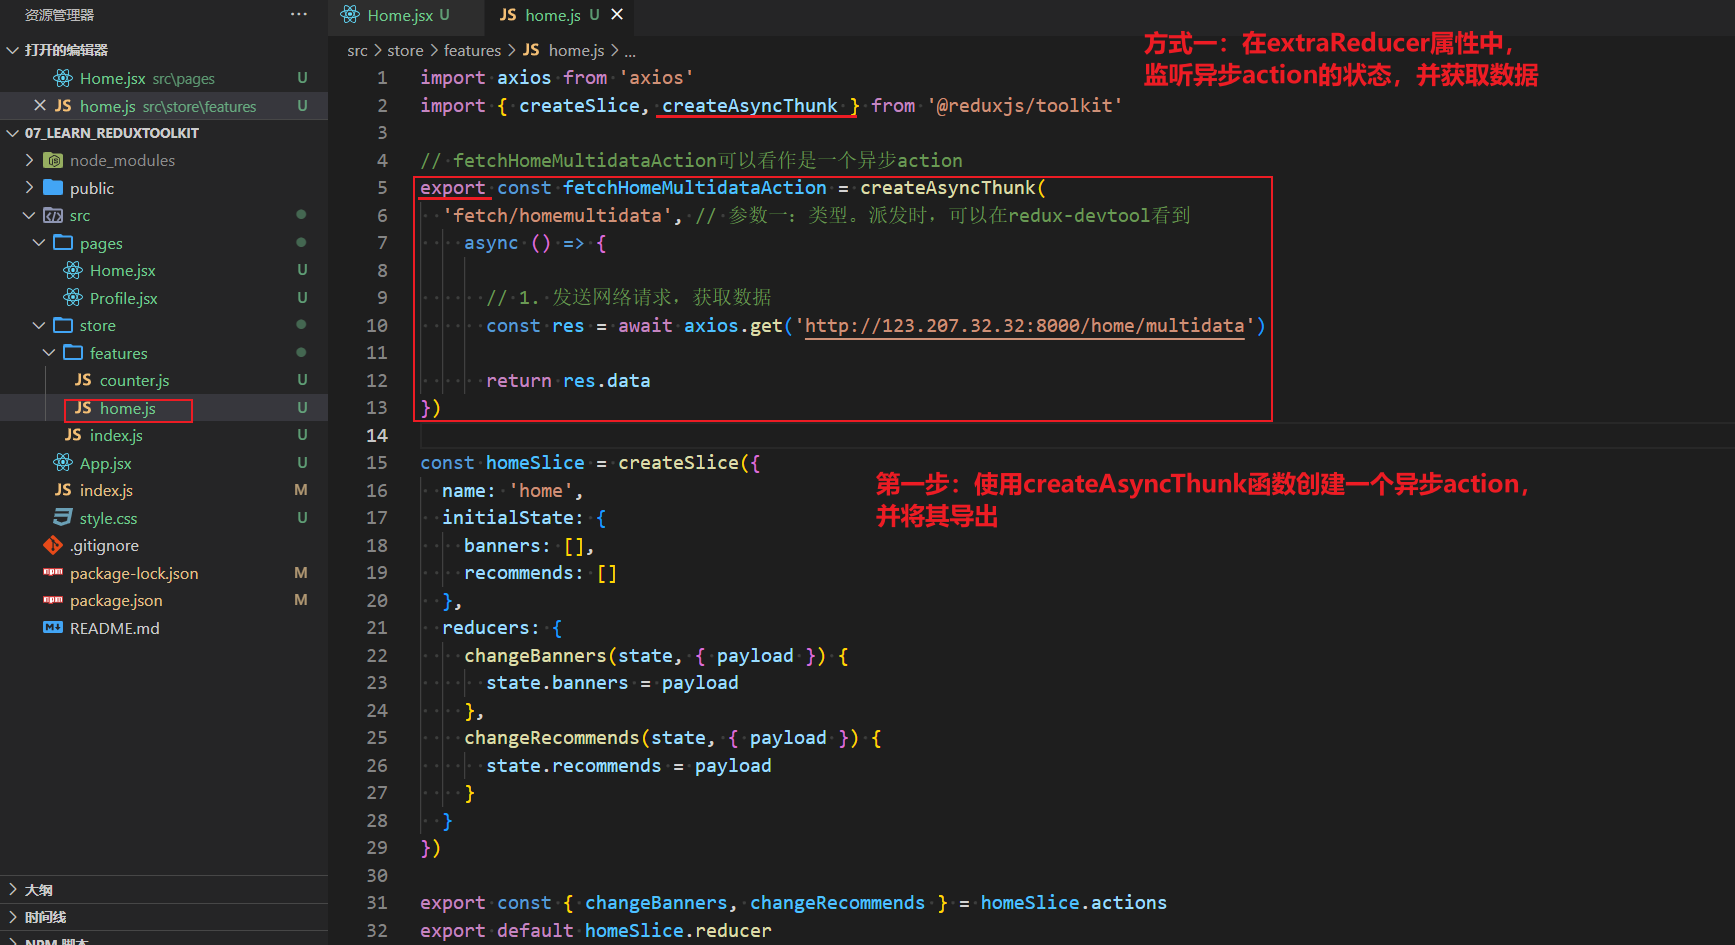 资源管理器 ···
打开的编辑器
Home.jsx src\pages U
JS home.js src\store\features U
07_LEARN_REDUXTOOLKIT
node_modules
public
src
pages
Home.jsx U
Profile.jsx U
store
features
JS counter.js U
JS home.js U
JS index.js U
App.jsx U
JS index.js M
style.css U
.gitignore
npm package-lock.json M
npm package.json M
README.md
大纲
时间线
NPM 脚本
Home.jsx U
JS home.js U ×
src > store > features > JS home.js > ...
方式一：在extraReducer属性中，
监听异步action的状态，并获取数据
1 import axios from 'axios'
2 import { createSlice, createAsyncThunk } from '@reduxjs/toolkit'
3
4 // fetchHomeMultidataAction可以看作是一个异步action
5 export const fetchHomeMultidataAction = createAsyncThunk(
6 'fetch/homemultidata', // 参数一：类型。派发时，可以在redux-devtool看到
7 async () => {
8
9 // 1. 发送网络请求，获取数据
10 const res = await axios.get('http://123.207.32.32:8000/home/multidata')
11
12 return res.data
13 })
14
15 const homeSlice = createSlice({
16 name: 'home',
17 initialState: {
18 banners: [],
19 recommends: []
20 },
21 reducers: {
22 changeBanners(state, { payload }) {
23 state.banners = payload
24 },
25 changeRecommends(state, { payload }) {
26 state.recommends = payload
27 }
28 }
29 })
30
31 export const { changeBanners, changeRecommends } = homeSlice.actions
32 export default homeSlice.reducer
第一步：使用createAsyncThunk函数创建一个异步action，
并将其导出